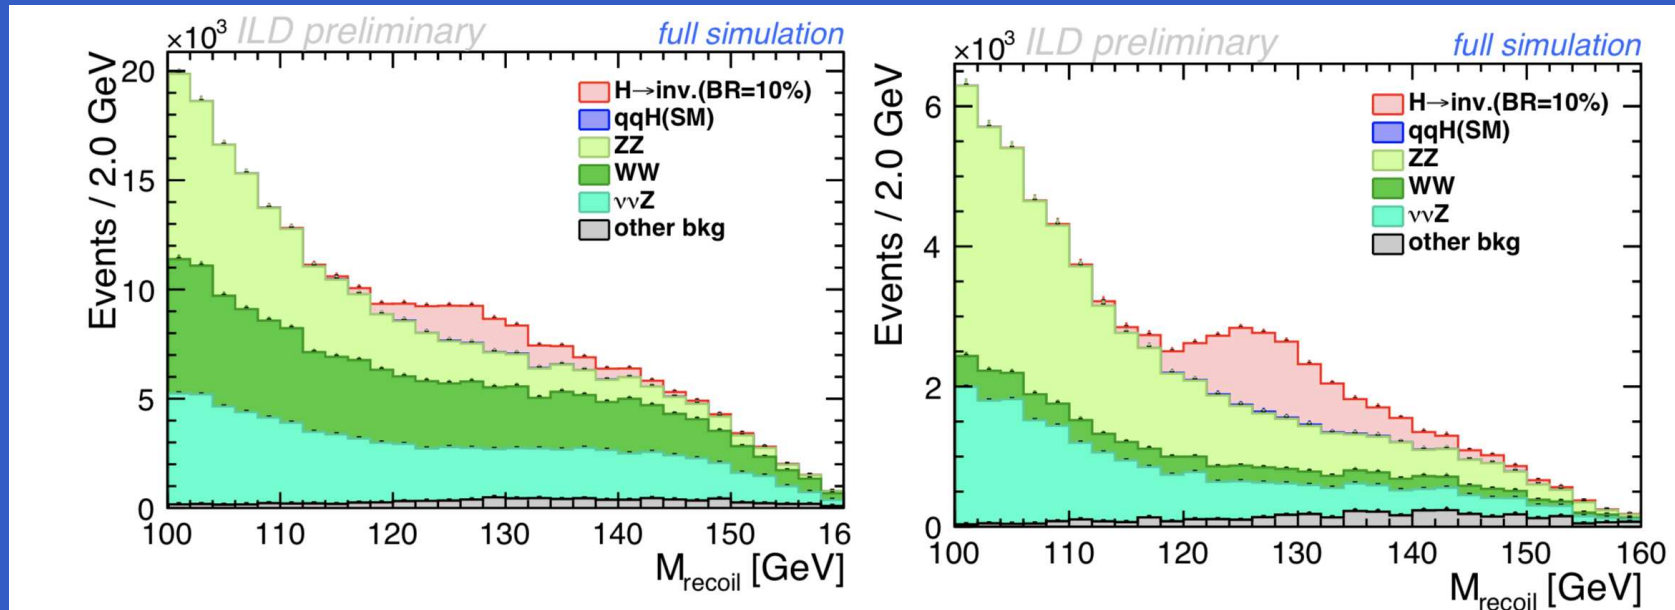 ×10³ ILD preliminary full simulation
Events / 2.0 GeV
20
15
10
5
0
H→inv.(BR=10%)
qqH(SM)
ZZ
WW
ννZ
other bkg
100 110 120 130 140 150 16
M_recoil [GeV]
×10³ ILD preliminary full simulation
Events / 2.0 GeV
6
4
2
0
H→inv.(BR=10%)
qqH(SM)
ZZ
WW
ννZ
other bkg
100 110 120 130 140 150 160
M_recoil [GeV]